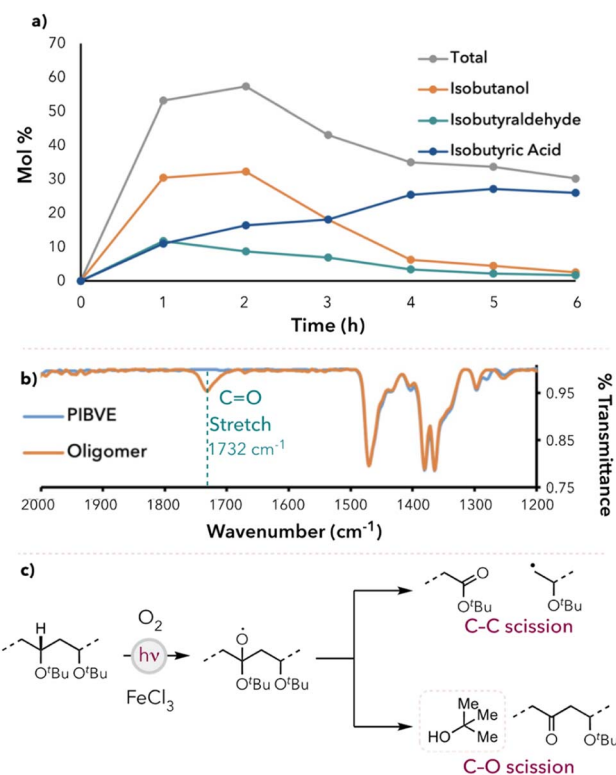 a)
70
60
50
40
30
20
10
0
Mol %
Total
Isobutanol
Isobutyraldehyde
Isobutyric Acid
0 1 2 3 4 5 6
Time (h)
b)
PIBVE
Oligomer
C=O
Stretch
1732 cm⁻¹
0.95
0.85
0.75
% Transmittance
2000 1900 1800 1700 1600 1500 1400 1300 1200
Wavenumber (cm⁻¹)
c)
H
OᵗBu OᵗBu
O₂
hν
FeCl₃
O
OᵗBu OᵗBu
O
OᵗBu
OᵗBu
C-C scission
Me
Me
HO
Me
O
OᵗBu
C-O scission